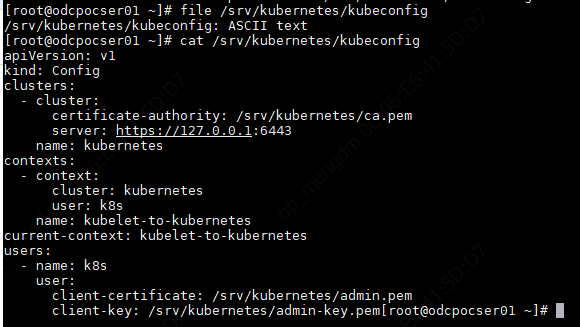 [root@odcpocser01 ~]# file /srv/kubernetes/kubeconfig
/srv/kubernetes/kubeconfig: ASCII text
[root@odcpocser01 ~]# cat /srv/kubernetes/kubeconfig
apiVersion: v1
kind: Config
clusters:
  - cluster:
      certificate-authority: /srv/kubernetes/ca.pem
      server: https://127.0.0.1:6443
    name: kubernetes
contexts:
  - context:
      cluster: kubernetes
      user: k8s
    name: kubelet-to-kubernetes
current-context: kubelet-to-kubernetes
users:
  - name: k8s
    user:
      client-certificate: /srv/kubernetes/admin.pem
      client-key: /srv/kubernetes/admin-key.pem[root@odcpocser01 ~]#